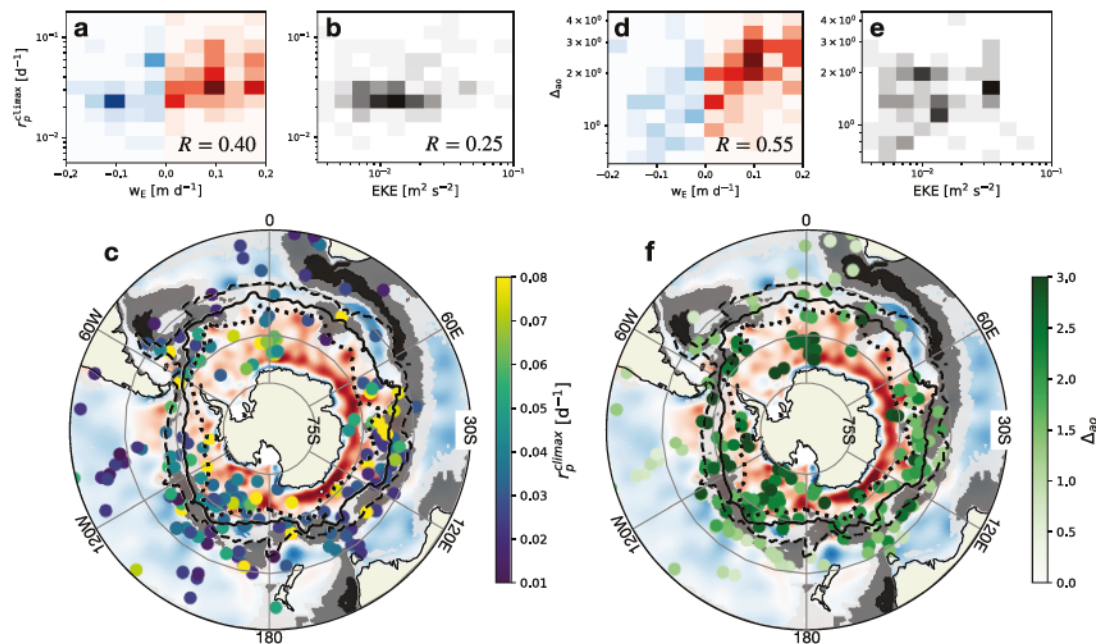 a
b
d
e
r_p^climax [d⁻¹]
10⁻¹
10⁻²
R = 0.40
−0.2 −0.1 0.0 0.1 0.2
w_E [m d⁻¹]
10⁻¹
10⁻²
R = 0.25
10⁻² 10⁻¹
EKE [m² s⁻²]
Δ_ao
4 × 10⁰
3 × 10⁰
2 × 10⁰
10⁰
R = 0.55
−0.2 −0.1 0.0 0.1 0.2
w_E [m d⁻¹]
4 × 10⁰
3 × 10⁰
2 × 10⁰
10⁰
10⁻² 10⁻¹
EKE [m² s⁻²]
c
0
60W
60E
75S
30S
120W
120E
180
0.08
0.07
0.06
0.05
0.04
0.03
0.02
0.01
r_p^climax [d⁻¹]
f
0
60W
60E
75S
30S
120W
120E
180
3.0
2.5
2.0
1.5
1.0
0.5
0.0
Δ_ao